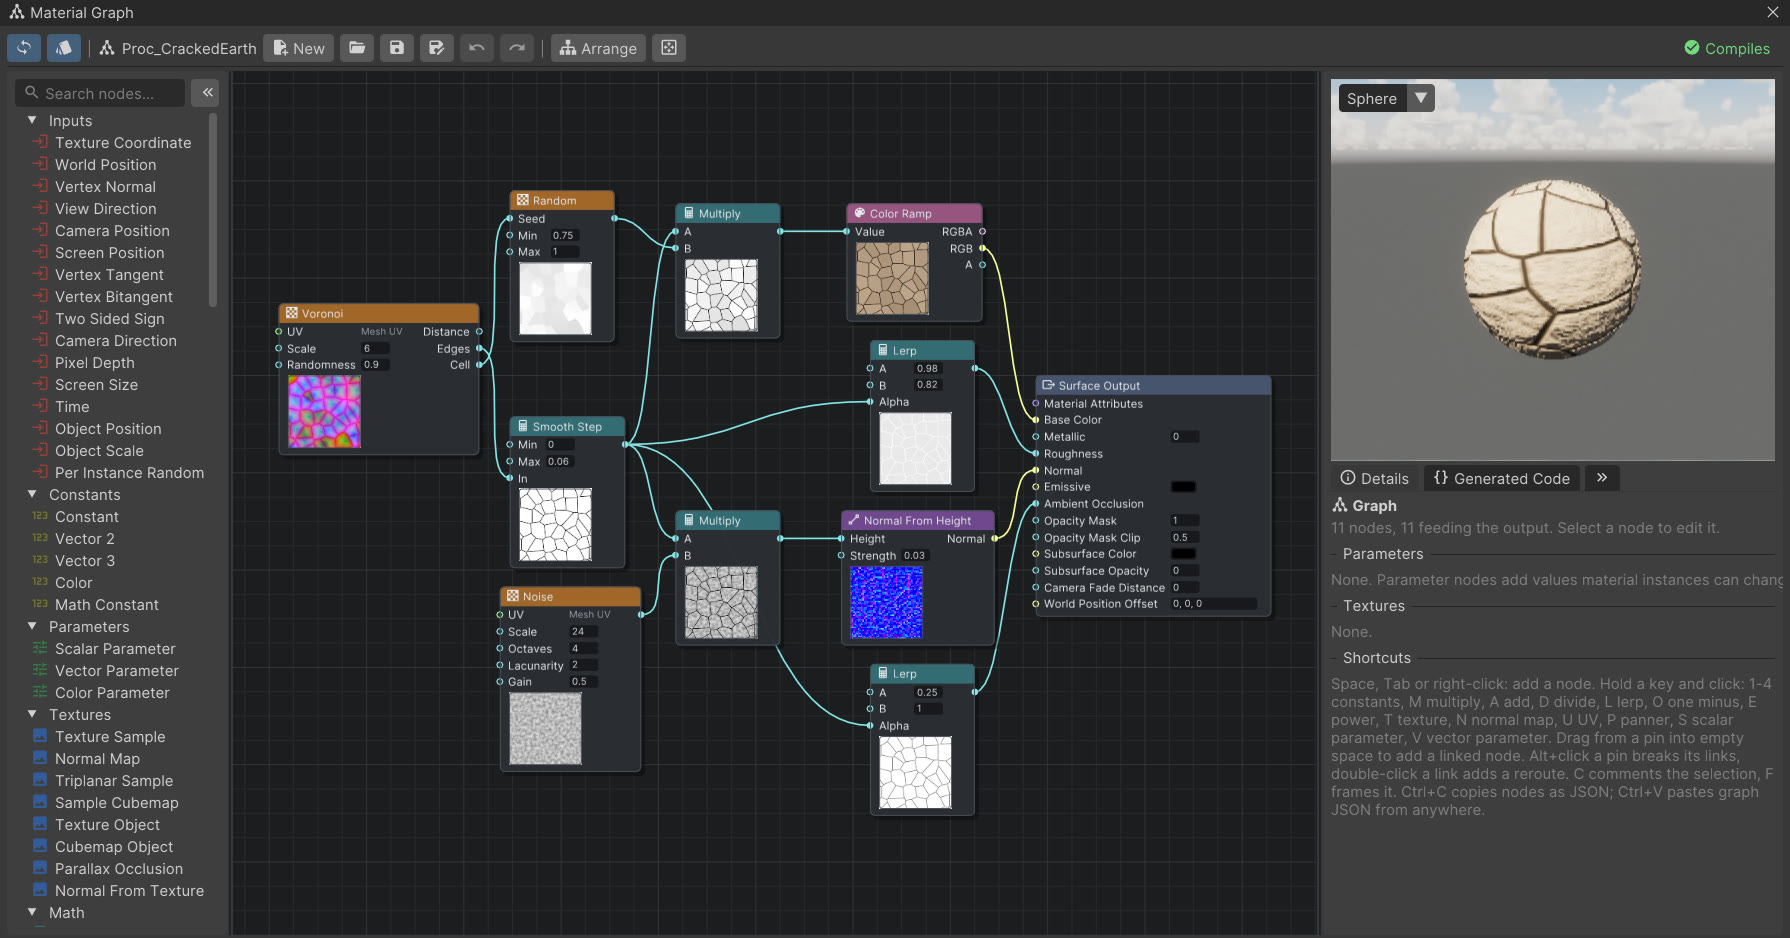 Material Graph
Proc_CrackedEarth
New
Arrange
Compiles
Search nodes...
Inputs
Texture Coordinate
World Position
Vertex Normal
View Direction
Camera Position
Screen Position
Vertex Tangent
Vertex Bitangent
Two Sided Sign
Camera Direction
Pixel Depth
Screen Size
Time
Object Position
Object Scale
Per Instance Random
Constants
123 Constant
123 Vector 2
123 Vector 3
123 Color
123 Math Constant
Parameters
Scalar Parameter
Vector Parameter
Color Parameter
Textures
Texture Sample
Normal Map
Triplanar Sample
Sample Cubemap
Texture Object
Cubemap Object
Parallax Occlusion
Normal From Texture
Math
Voronoi
UV Mesh UV Distance
Scale 6 Edges
Randomness 0.9 Cell
Random
Seed
Min 0.75
Max 1
Smooth Step
Min 0
Max 0.06
In
Noise
UV Mesh UV
Scale 24
Octaves 4
Lacunarity 2
Gain 0.5
Multiply
A
B
Multiply
A
B
Color Ramp
Value RGBA
RGB
A
Lerp
A 0.98
B 0.82
Alpha
Normal From Height
Height Normal
Strength 0.03
Lerp
A 0.25
B 1
Alpha
Surface Output
Material Attributes
Base Color
Metallic 0
Roughness
Normal
Emissive
Ambient Occlusion
Opacity Mask 1
Opacity Mask Clip 0.5
Subsurface Color
Subsurface Opacity 0
Camera Fade Distance 0
World Position Offset 0, 0, 0
Sphere
Details
{} Generated Code
Graph
11 nodes, 11 feeding the output. Select a node to edit it.
Parameters
None. Parameter nodes add values material instances can chang
Textures
None.
Shortcuts
Space, Tab or right-click: add a node. Hold a key and click: 1-4
constants, M multiply, A add, D divide, L lerp, O one minus, E
power, T texture, N normal map, U UV, P panner, S scalar
parameter, V vector parameter. Drag from a pin into empty
space to add a linked node. Alt+click a pin breaks its links,
double-click a link adds a reroute. C comments the selection, F
frames it. Ctrl+C copies nodes as JSON; Ctrl+V pastes graph
JSON from anywhere.